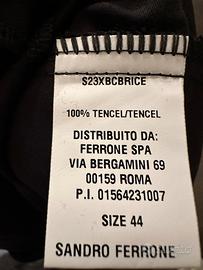 S23XBCBRICE
100% TENCEL/TENCEL
DISTRIBUITO DA:
FERRONE SPA
VIA BERGAMINI 69
00159 ROMA
P.I. 01564231007
SIZE 44
SANDRO FERRONE